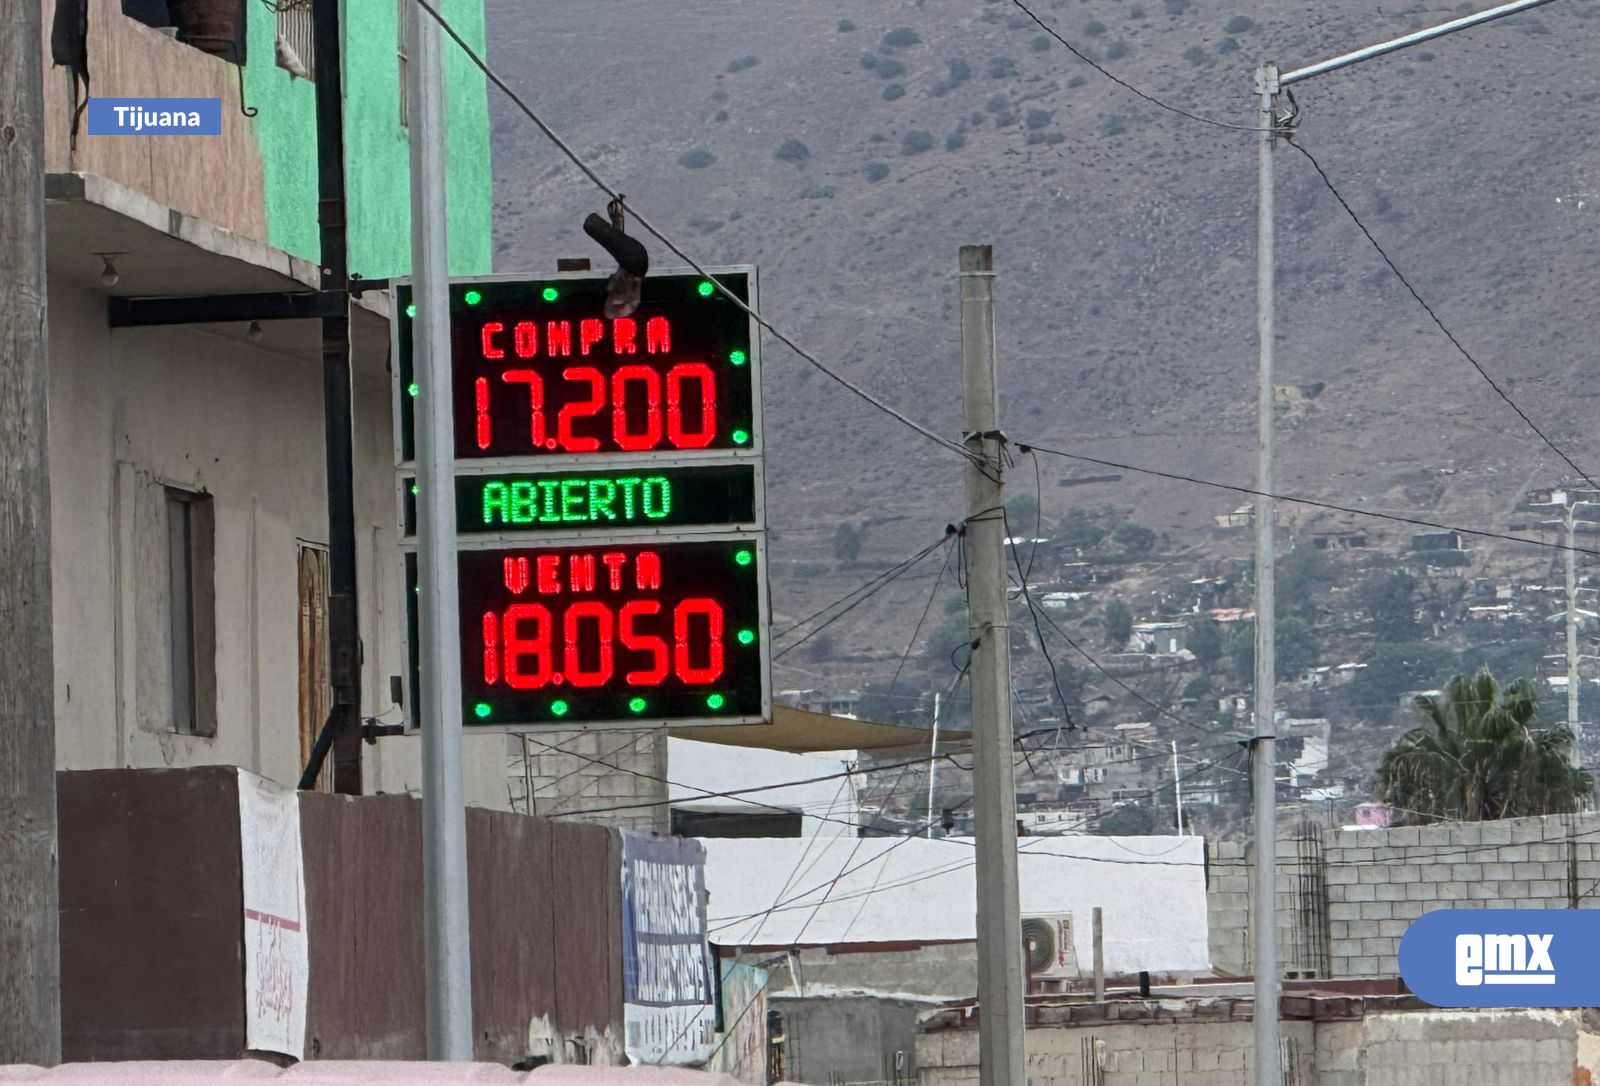 Tijuana
COMPRA
17.200
ABIERTO
VENTA
18.050
emx